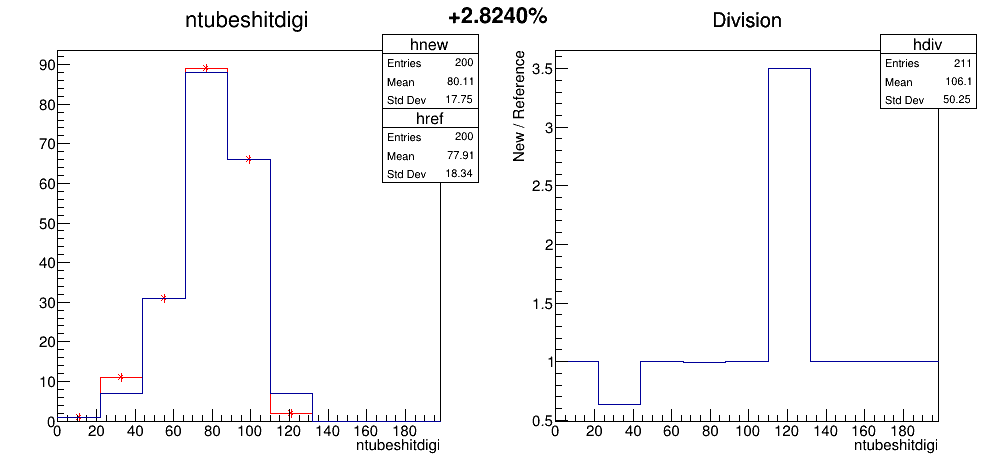 ntubeshitdigi
+2.8240%
Division
hnew
Entries 200
Mean 80.11
Std Dev 17.75
href
Entries 200
Mean 77.91
Std Dev 18.34
90
80
70
60
50
40
30
20
10
0
0 20 40 60 80 100 120 140 160 180
ntubeshitdigi
hdiv
Entries 211
Mean 106.1
Std Dev 50.25
New / Reference
3.5
3
2.5
2
1.5
1
0.5
0 20 40 60 80 100 120 140 160 180
ntubeshitdigi